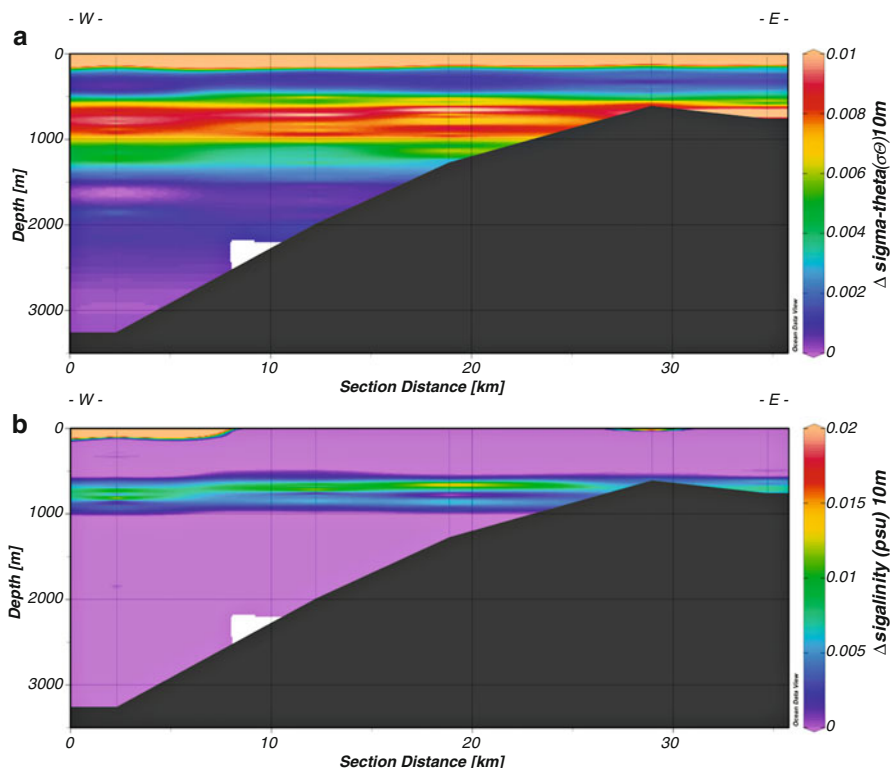 - W -
- E -
a
0
1000
2000
3000
Depth [m]
0
10
20
30
Section Distance [km]
Ocean Data View
0.01
0.008
0.006
0.004
0.002
0
Δ sigma-theta(σΘ)10m
- W -
- E -
b
0
1000
2000
3000
Depth [m]
0
10
20
30
Section Distance [km]
Ocean Data View
0.02
0.015
0.01
0.005
0
Δsigalinity (psu) 10m